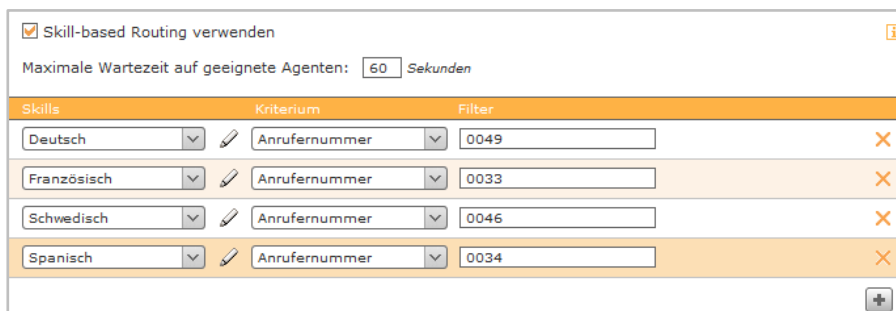 Skill-based Routing verwenden
Maximale Wartezeit auf geeignete Agenten: 60 Sekunden
Skills Kriterium Filter
Deutsch Anrufernummer 0049
Französisch Anrufernummer 0033
Schwedisch Anrufernummer 0046
Spanisch Anrufernummer 0034